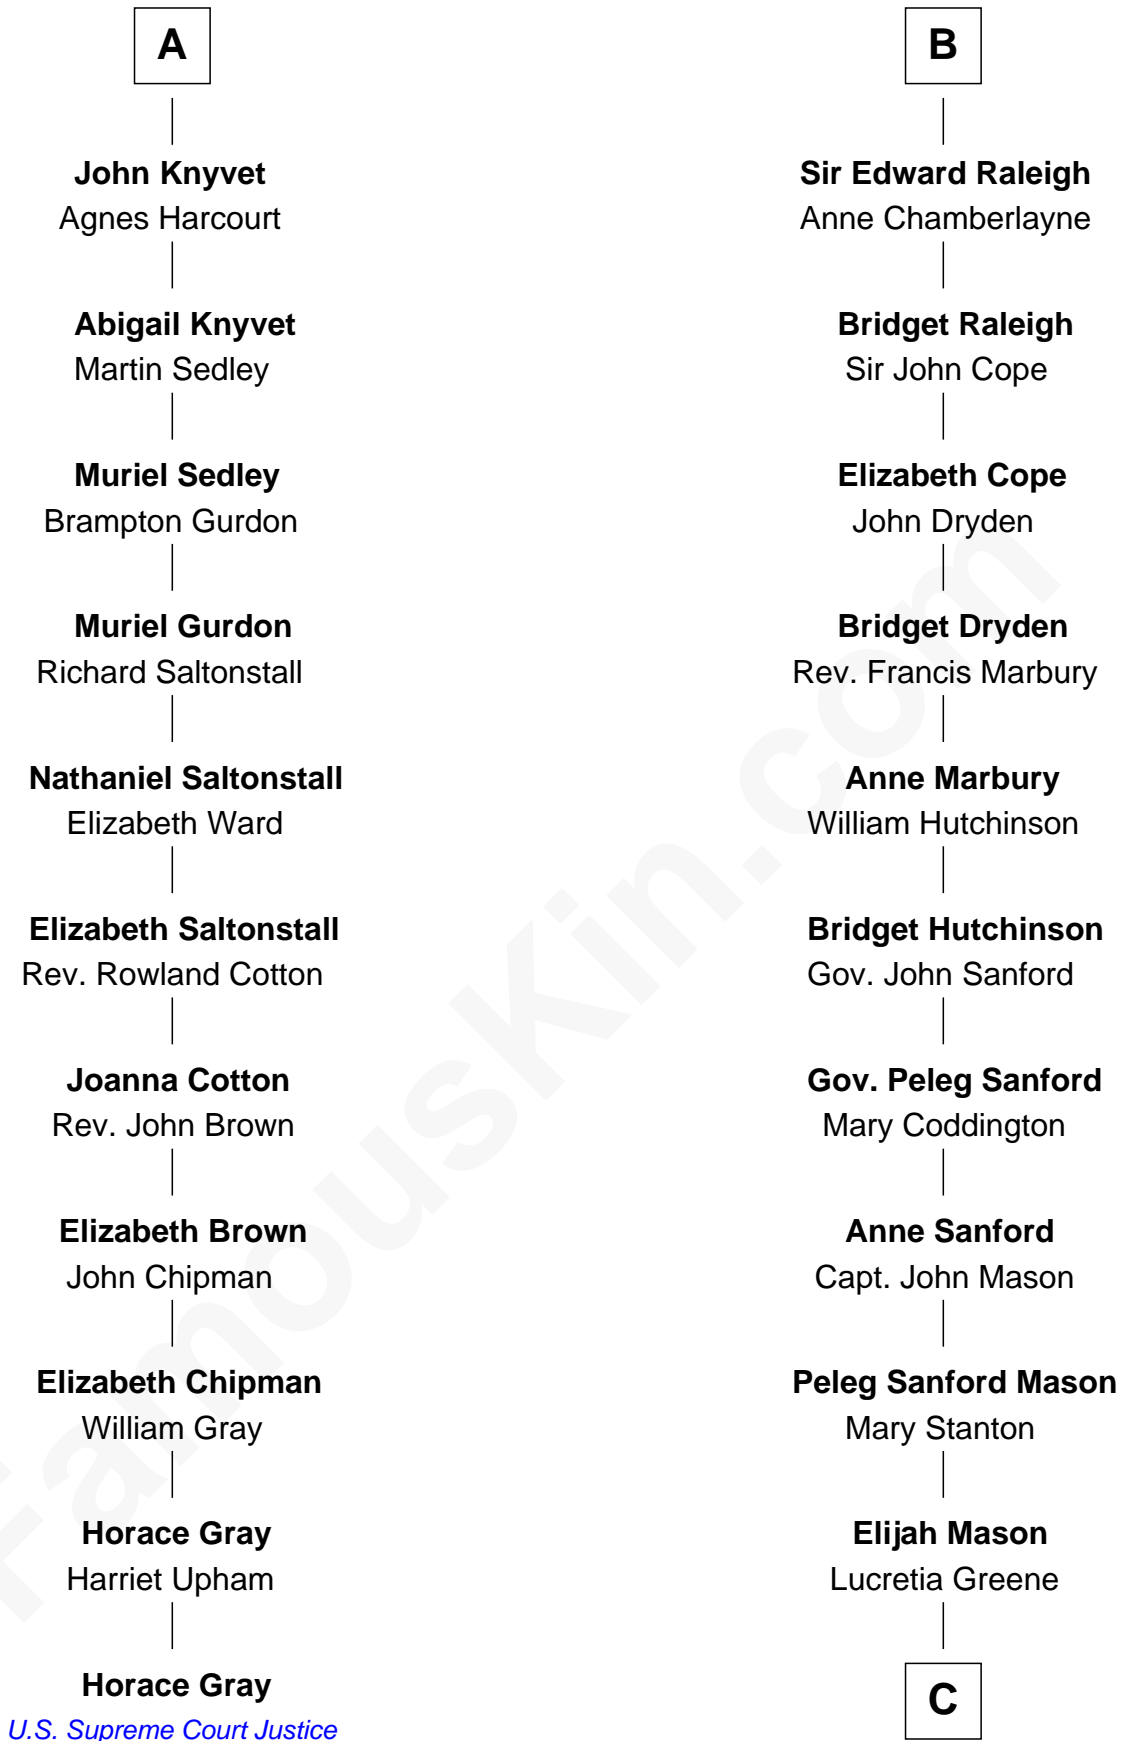 A
John Knyvet
Agnes Harcourt
Abigail Knyvet
Martin Sedley
Muriel Sedley
Brampton Gurdon
Muriel Gurdon
Richard Saltonstall
Nathaniel Saltonstall
Elizabeth Ward
Elizabeth Saltonstall
Rev. Rowland Cotton
Joanna Cotton
Rev. John Brown
Elizabeth Brown
John Chipman
Elizabeth Chipman
William Gray
Horace Gray
Harriet Upham
Horace Gray
U.S. Supreme Court Justice
B
Sir Edward Raleigh
Anne Chamberlayne
Bridget Raleigh
Sir John Cope
Elizabeth Cope
John Dryden
Bridget Dryden
Rev. Francis Marbury
Anne Marbury
William Hutchinson
Bridget Hutchinson
Gov. John Sanford
Gov. Peleg Sanford
Mary Coddington
Anne Sanford
Capt. John Mason
Peleg Sanford Mason
Mary Stanton
Elijah Mason
Lucretia Greene
C
FamousKin.com